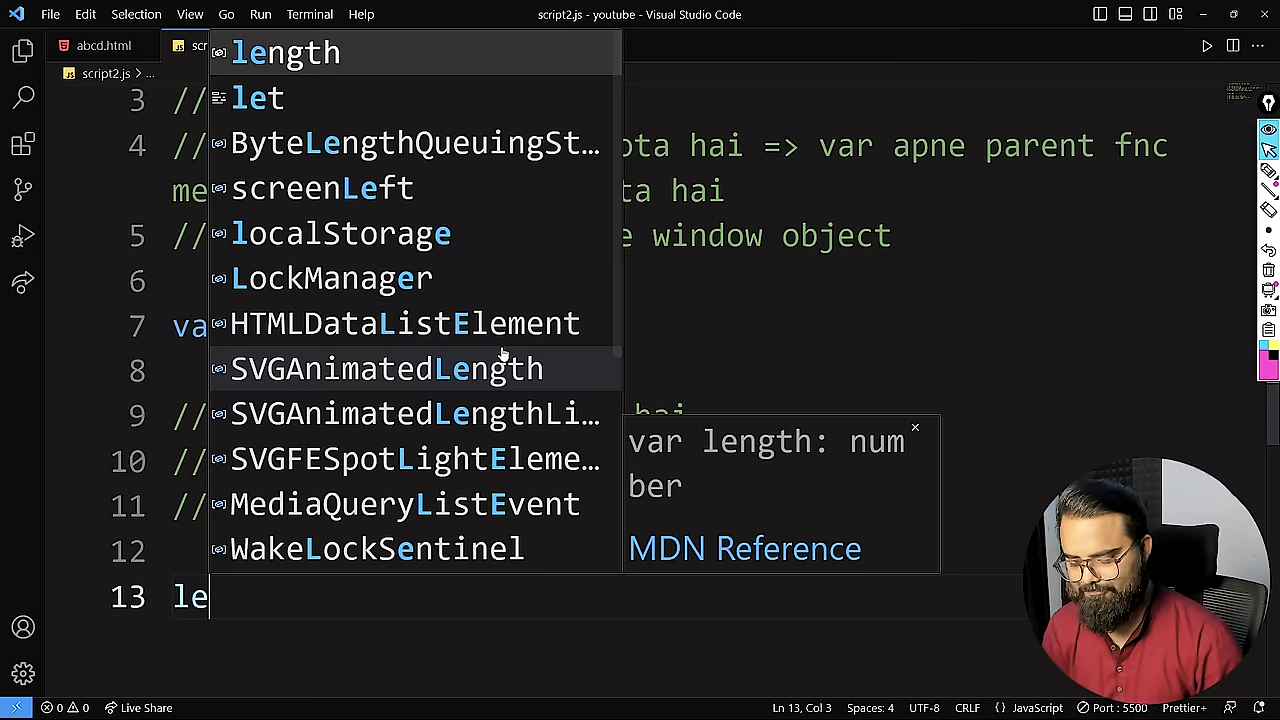 File Edit Selection View Go Run Terminal Help
script2.js - youtube - Visual Studio Code
abcd.html
scr
script2.js > ...
3 //
4 // ota hai => var apne parent fnc
me ta hai
5 // e window object
6
7 va
8
9 // hai
10 //
11 //
12
13 le
length
let
ByteLengthQueuingSt...
screenLeft
localStorage
LockManager
HTMLDataListElement
SVGAnimatedLength
SVGAnimatedLengthLi...
SVGFESpotLightEleme...
MediaQueryListEvent
WakeLockSentinel
var length: num
ber
MDN Reference
0 0 Live Share
Ln 13, Col 3 Spaces: 4 UTF-8 CRLF {} JavaScript Port : 5500 Prettier+